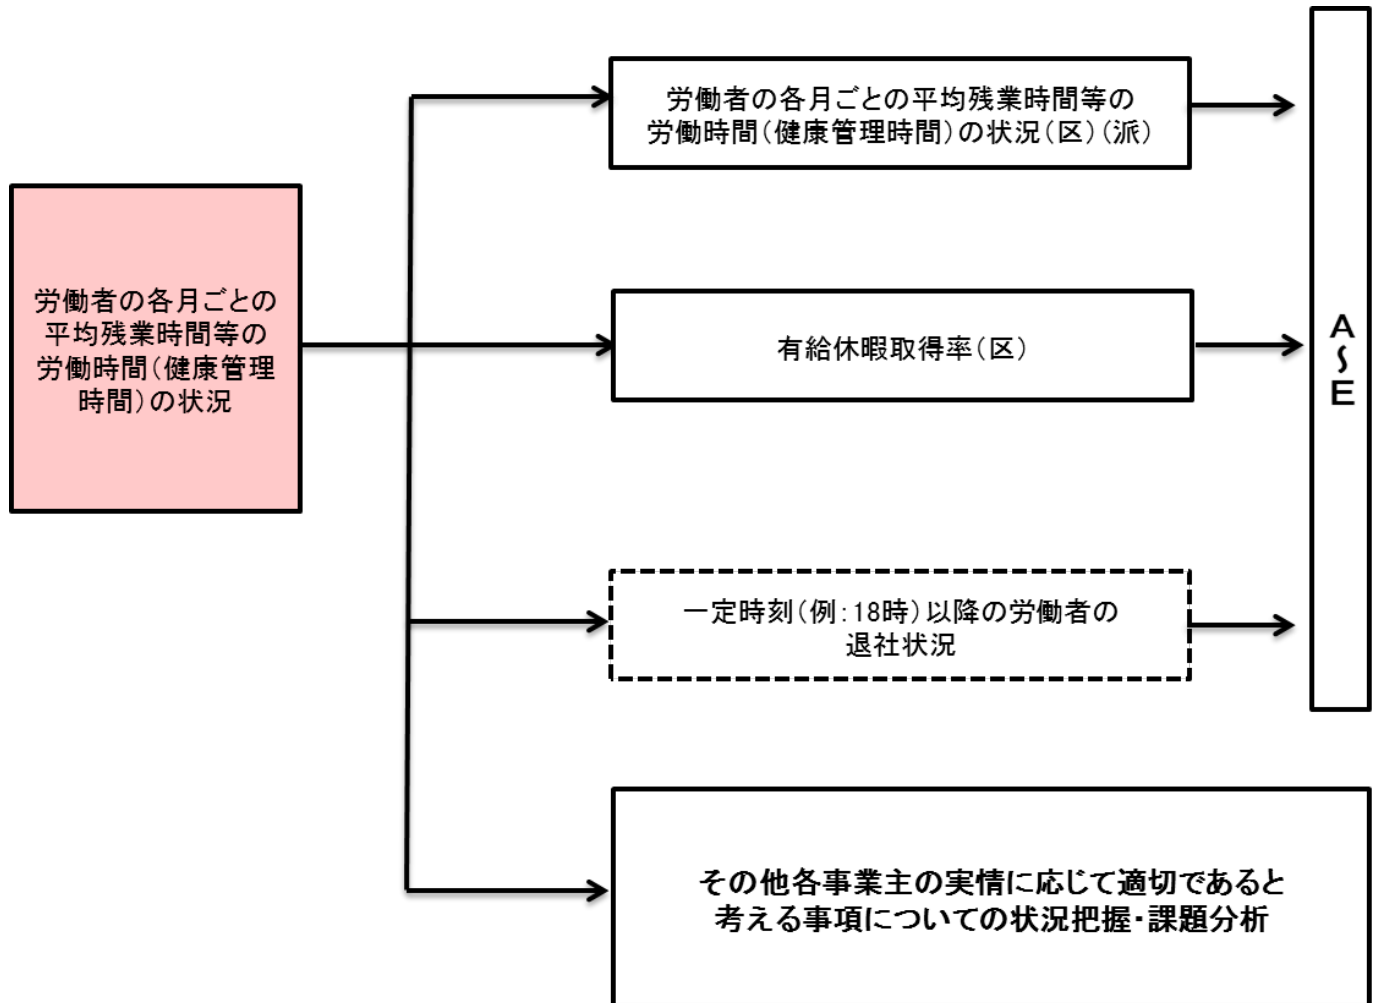 労働者の各月ごとの
平均残業時間等の
労働時間(健康管理
時間)の状況
労働者の各月ごとの平均残業時間等の
労働時間(健康管理時間)の状況(区)(派)
有給休暇取得率(区)
一定時刻(例:18時)以降の労働者の
退社状況
その他各事業主の実情に応じて適切であると
考える事項についての状況把握・課題分析
A~E